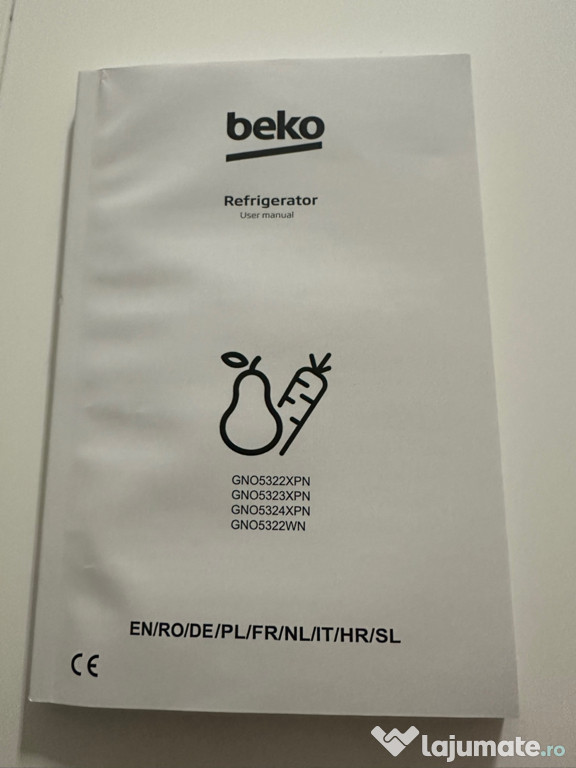 beko
Refrigerator
User manual
GNO5322XPN
GNO5323XPN
GNO5324XPN
GNO5322WN
EN/RO/DE/PL/FR/NL/IT/HR/SL
CE
lajumate.ro